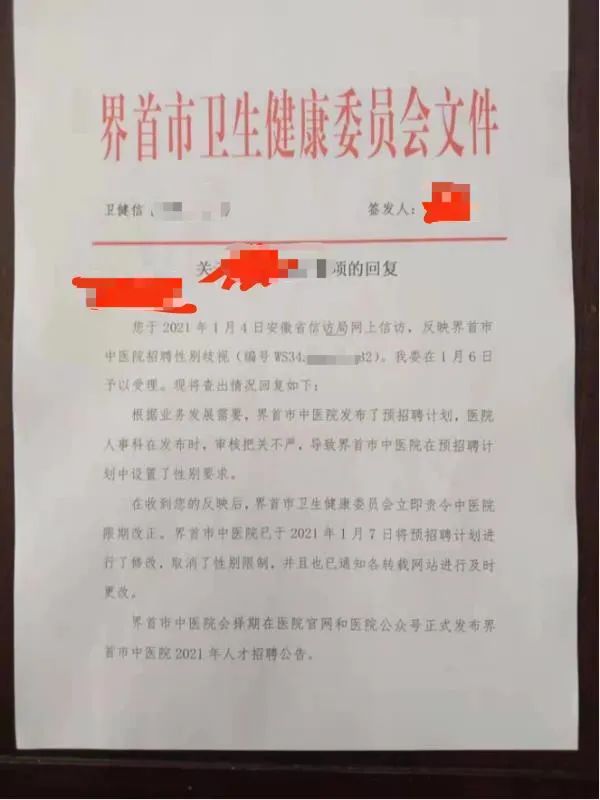 界首市卫生健康委员会文件
卫健信
签发人：
关 项的回复
您于 2021 年 1 月 4 日安徽省信访局网上信访，反映界首市
中医院招聘性别歧视（编号 WS34. 82）。我委在 1 月 6 日
予以受理。现将查出情况回复如下：
根据业务发展需要，界首市中医院发布了预招聘计划，医院
人事科在发布时，审核把关不严，导致界首市中医院在预招聘计
划中设置了性别要求。
在收到您的反映后，界首市卫生健康委员会立即责令中医院
限期改正。界首市中医院已于 2021 年 1 月 7 日将预招聘计划进
行了修改，取消了性别限制，并且也已通知各转载网站进行及时
更改。
界首市中医院会择期在医院官网和医院公众号正式发布界
首市中医院 2021 年人才招聘公告。